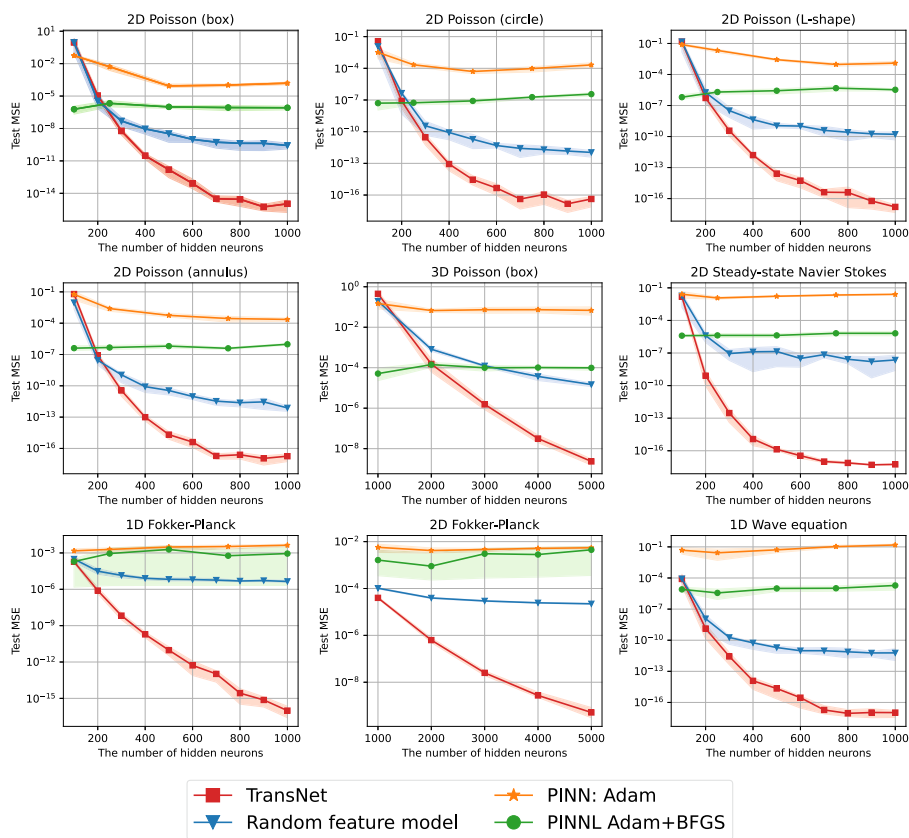 2D Poisson (box)
2D Poisson (circle)
2D Poisson (L-shape)
Test MSE
10^1
10^-2
10^-5
10^-8
10^-11
10^-14
200 400 600 800 1000
The number of hidden neurons
Test MSE
10^-1
10^-4
10^-7
10^-10
10^-13
10^-16
200 400 600 800 1000
The number of hidden neurons
Test MSE
10^-1
10^-4
10^-7
10^-10
10^-13
10^-16
200 400 600 800 1000
The number of hidden neurons
2D Poisson (annulus)
3D Poisson (box)
2D Steady-state Navier Stokes
Test MSE
10^-1
10^-4
10^-7
10^-10
10^-13
10^-16
200 400 600 800 1000
The number of hidden neurons
Test MSE
10^0
10^-2
10^-4
10^-6
10^-8
1000 2000 3000 4000 5000
The number of hidden neurons
Test MSE
10^-1
10^-4
10^-7
10^-10
10^-13
10^-16
200 400 600 800 1000
The number of hidden neurons
1D Fokker-Planck
2D Fokker-Planck
1D Wave equation
Test MSE
10^-3
10^-6
10^-9
10^-12
10^-15
200 400 600 800 1000
The number of hidden neurons
Test MSE
10^-2
10^-4
10^-6
10^-8
1000 2000 3000 4000 5000
The number of hidden neurons
Test MSE
10^-1
10^-4
10^-7
10^-10
10^-13
10^-16
200 400 600 800 1000
The number of hidden neurons
TransNet
Random feature model
PINN: Adam
PINNL Adam+BFGS